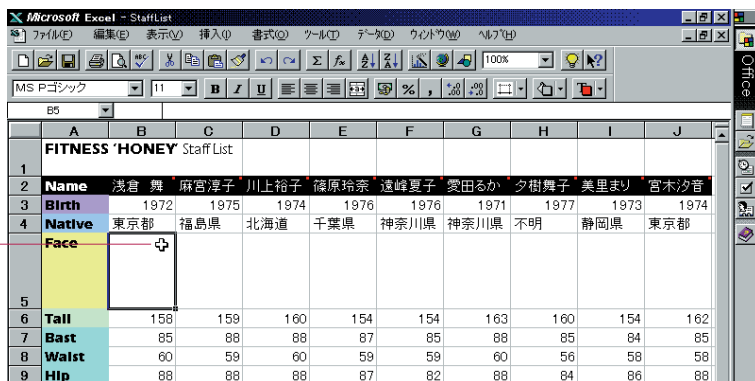 Microsoft Excel - StaffList
ファイル(F) 編集(E) 表示(V) 挿入(I) 書式(O) ツール(T) データ(D) ウィンドウ(W) ヘルプ(H)
100%
MS Pゴシック 11 B I U % ,
B5
A B C D E F G H I J
1 FITNESS 'HONEY' Staff List
2 Name 浅倉 舞 麻宮淳子 川上裕子 篠原玲奈 遠峰夏子 愛田るか 夕樹舞子 美里まり 宮木汐音
3 Birth 1972 1975 1974 1976 1976 1971 1977 1973 1974
4 Native 東京都 福島県 北海道 千葉県 神奈川県 神奈川県 不明 静岡県 東京都
5 Face
6 Tall 158 159 160 154 154 163 160 154 162
7 Bast 85 88 88 87 85 88 85 84 85
8 Waist 60 59 60 59 59 60 56 58 58
9 Hip 88 88 88 87 82 88 84 86 88
Office